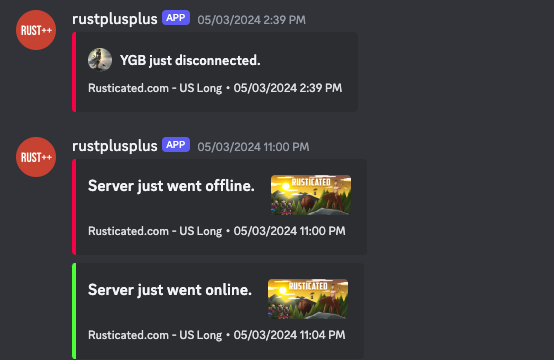 RUST++
rustplusplus APP 05/03/2024 2:39 PM
YGB just disconnected.
Rusticated.com - US Long • 05/03/2024 2:39 PM
RUST++
rustplusplus APP 05/03/2024 11:00 PM
Server just went offline.
RUSTICATED
Rusticated.com - US Long • 05/03/2024 11:00 PM
Server just went online.
RUSTICATED
Rusticated.com - US Long • 05/03/2024 11:04 PM